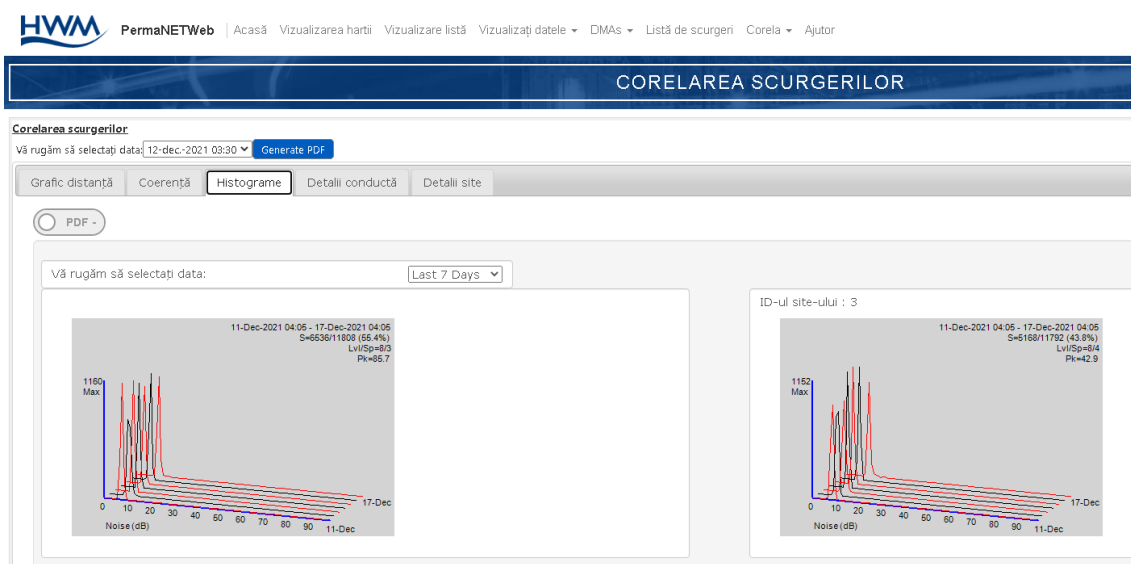 HWM PermaNETWeb Acasă Vizualizarea hartii Vizualizare listă Vizualizați datele DMAs Listă de scurgeri Corela Ajutor
CORELAREA SCURGERILOR
Corelarea scurgerilor
Vă rugăm să selectați data: 12-dec.-2021 03:30 Generate PDF
Grafic distanță Coerență Histograme Detalii conductă Detalii site
PDF -
Vă rugăm să selectați data: Last 7 Days
11-Dec-2021 04:05 - 17-Dec-2021 04:05
S=6536/11808 (55.4%)
Lvl/Sp=8/3
Pk=85.7
1160
Max
17-Dec
0 10 20 30 40 50 60 70 80 90 11-Dec
Noise (dB)
ID-ul site-ului : 3
11-Dec-2021 04:05 - 17-Dec-2021 04:05
S=5168/11792 (43.8%)
Lvl/Sp=8/4
Pk=42.9
1152
Max
17-Dec
0 10 20 30 40 50 60 70 80 90 11-Dec
Noise (dB)